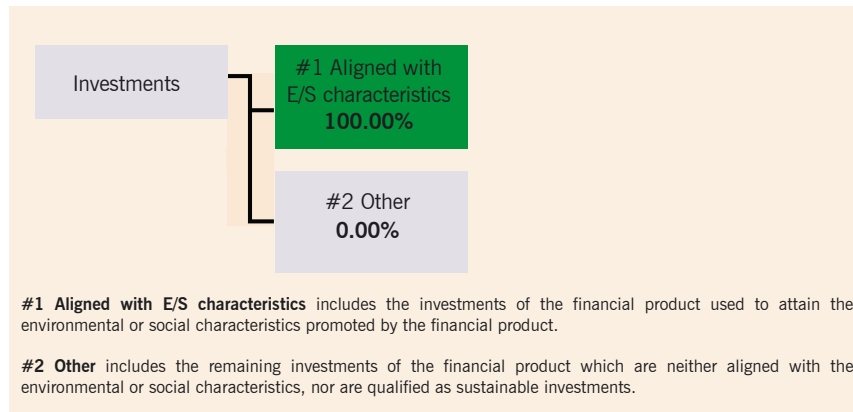 Investments
#1 Aligned with
E/S characteristics
100.00%
#2 Other
0.00%
#1 Aligned with E/S characteristics includes the investments of the financial product used to attain the
environmental or social characteristics promoted by the financial product.
#2 Other includes the remaining investments of the financial product which are neither aligned with the
environmental or social characteristics, nor are qualified as sustainable investments.